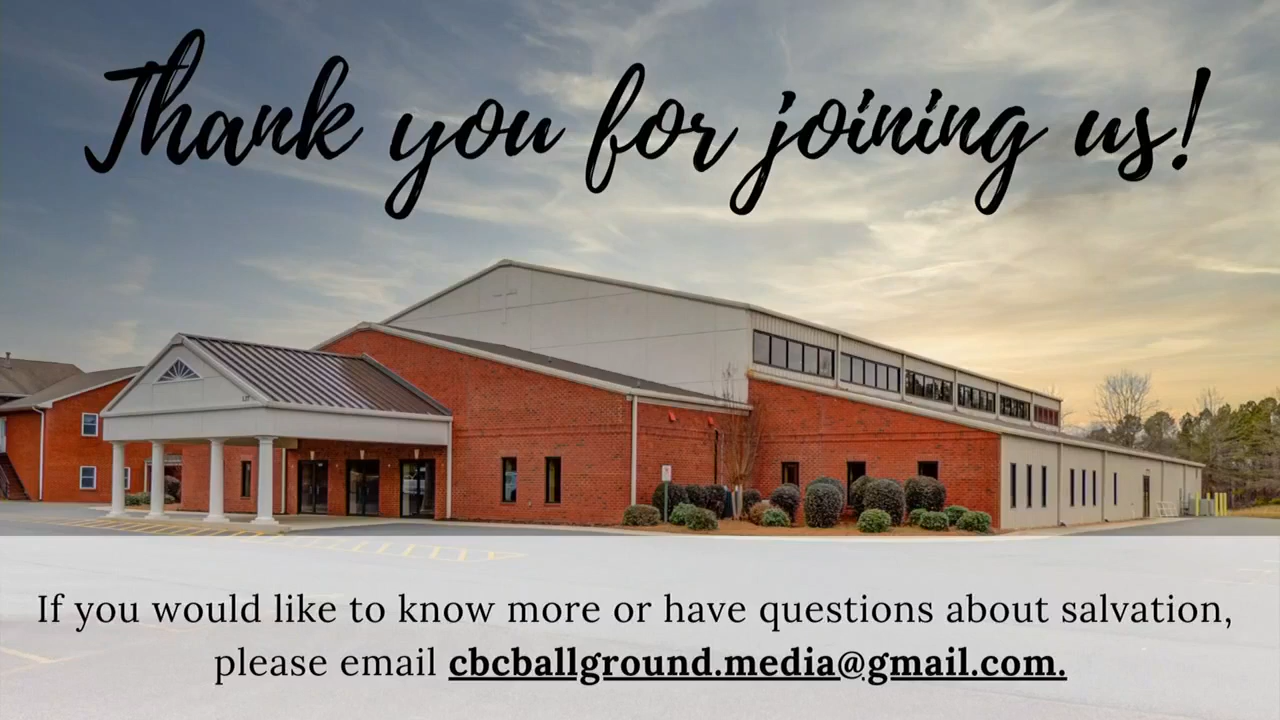 Thank you for joining us!
If you would like to know more or have questions about salvation,
please email cbcballground.media@gmail.com.